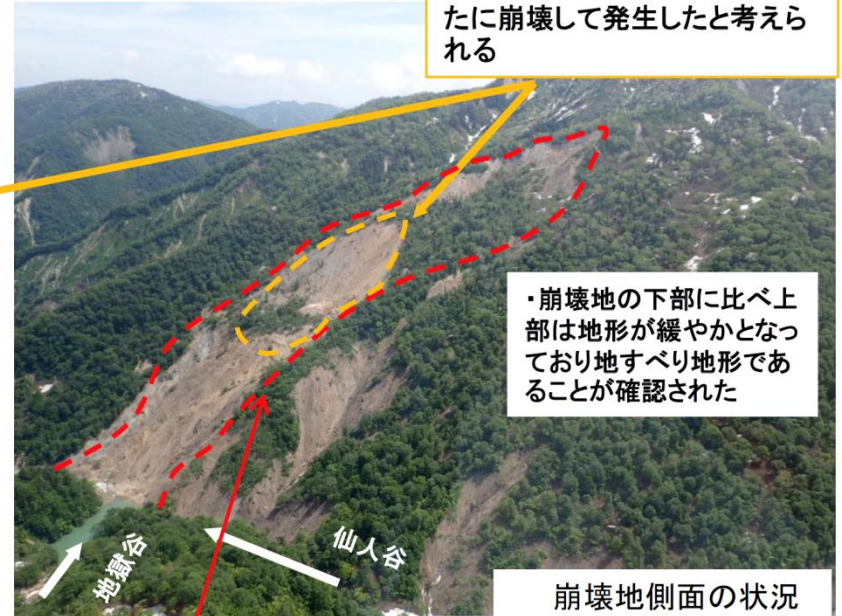 たに崩壊して発生したと考えら
れる
・崩壊地の下部に比べ上
部は地形が緩やかとなっ
ており地すべり地形であ
ることが確認された
地獄谷
仙人谷
崩壊地側面の状況